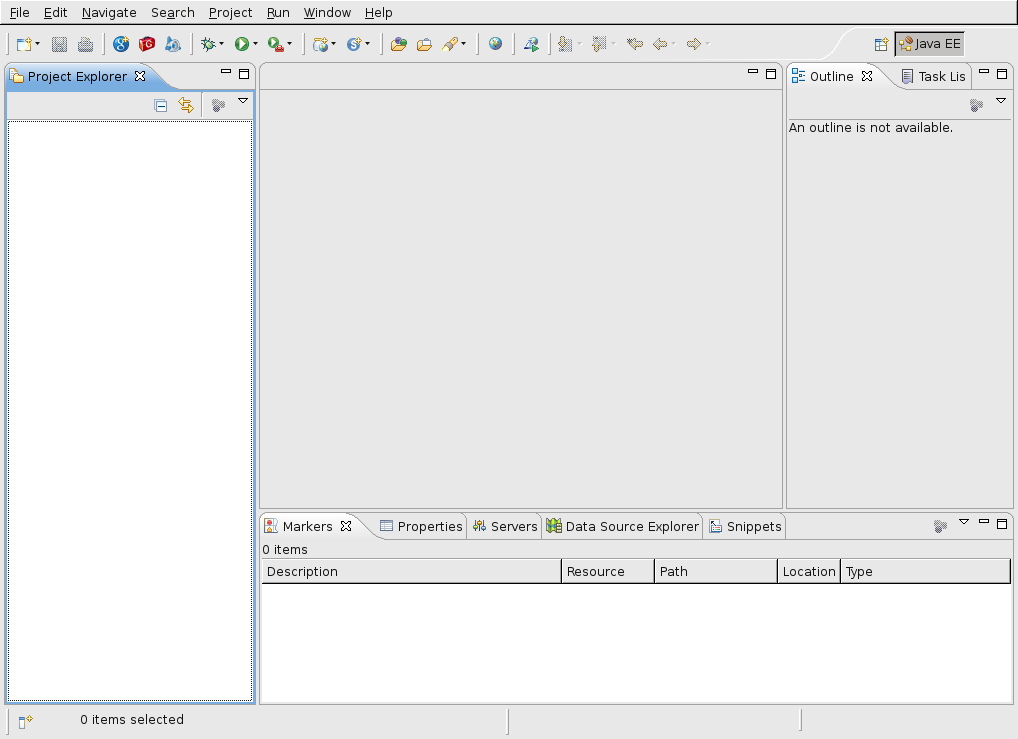 File Edit Navigate Search Project Run Window Help
Java EE
Project Explorer
Outline Task Lis
An outline is not available.
Markers Properties Servers Data Source Explorer Snippets
0 items
Description Resource Path Location Type
0 items selected